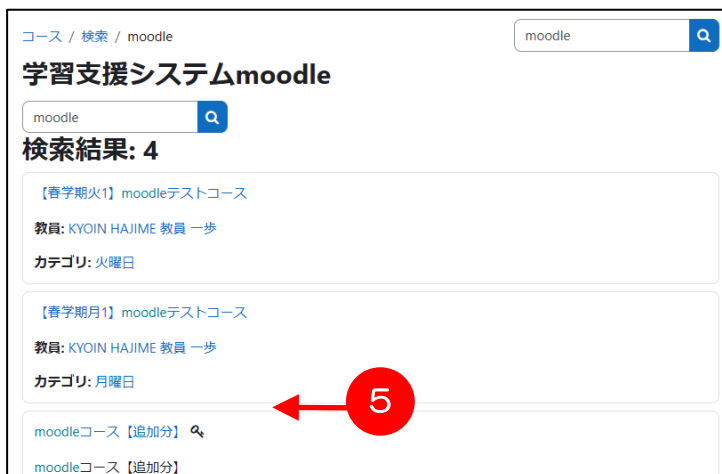 コース / 検索 / moodle
moodle
学習支援システムmoodle
moodle
検索結果: 4
【春学期火1】moodleテストコース
教員: KYOIN HAJIME 教員 一歩
カテゴリ: 火曜日
【春学期月1】moodleテストコース
教員: KYOIN HAJIME 教員 一歩
カテゴリ: 月曜日
5
moodleコース【追加分】
moodleコース【追加分】